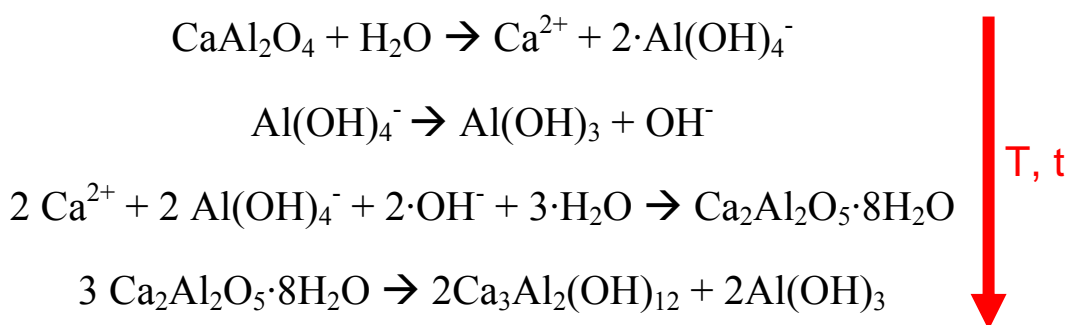 CaAl₂O₄ + H₂O → Ca²⁺ + 2·Al(OH)₄⁻
Al(OH)₄⁻ → Al(OH)₃ + OH⁻
T, t
2 Ca²⁺ + 2 Al(OH)₄⁻ + 2·OH⁻ + 3·H₂O → Ca₂Al₂O₅·8H₂O
3 Ca₂Al₂O₅·8H₂O → 2Ca₃Al₂(OH)₁₂ + 2Al(OH)₃